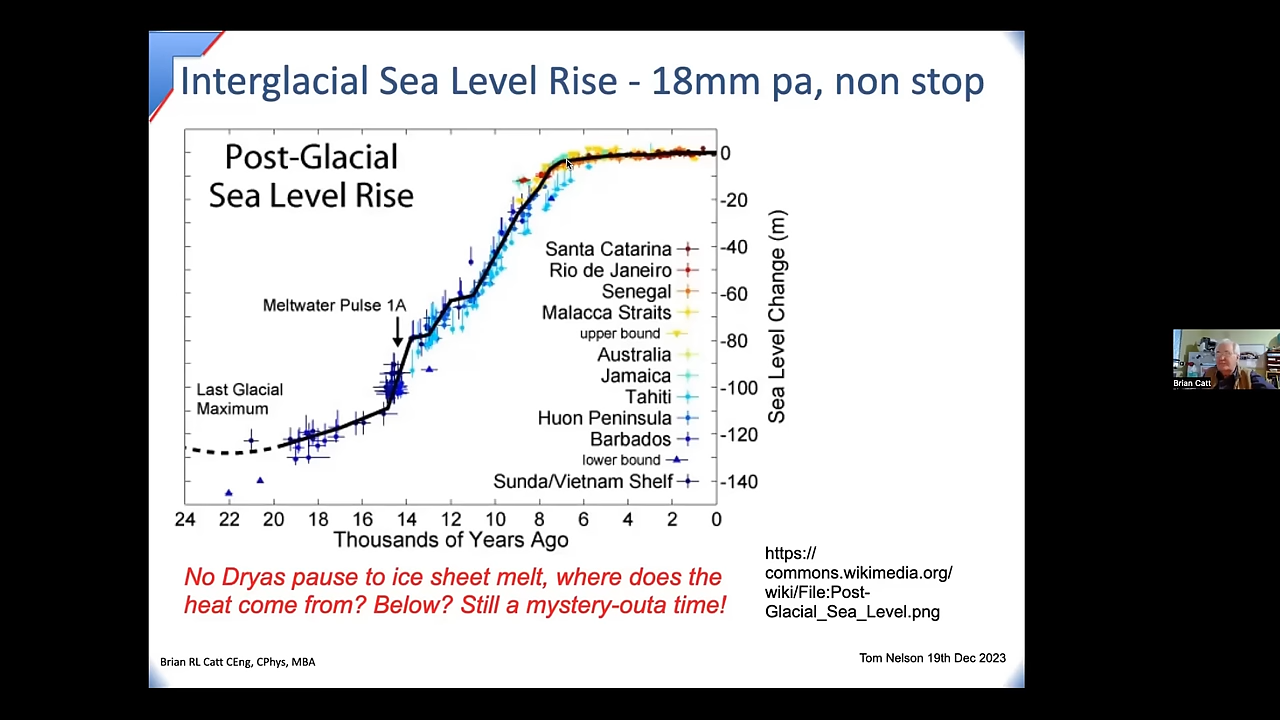 Interglacial Sea Level Rise - 18mm pa, non stop
Post-Glacial
Sea Level Rise
Meltwater Pulse 1A
Last Glacial
Maximum
Santa Catarina
Rio de Janeiro
Senegal
Malacca Straits
upper bound
Australia
Jamaica
Tahiti
Huon Peninsula
Barbados
lower bound
Sunda/Vietnam Shelf
0
-20
-40
-60
-80
-100
-120
-140
Sea Level Change (m)
24 22 20 18 16 14 12 10 8 6 4 2 0
Thousands of Years Ago
No Dryas pause to ice sheet melt, where does the
heat come from? Below? Still a mystery-outa time!
https://
commons.wikimedia.org/
wiki/File:Post-
Glacial_Sea_Level.png
Brian RL Catt CEng, CPhys, MBA
Tom Nelson 19th Dec 2023
Brian Catt